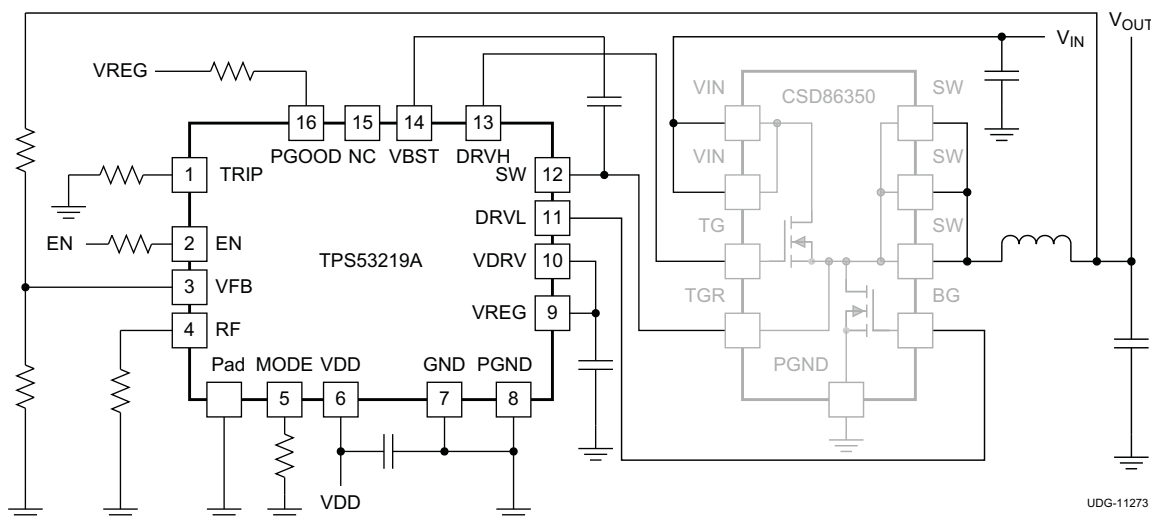 VOUT
VIN
VREG
VIN
CSD86350
SW
16
15
14
13
PGOOD
NC
VBST
DRVH
VIN
SW
1
TRIP
SW
12
TG
SW
DRVL
11
EN
2
EN
TPS53219A
VDRV
10
3
VFB
TGR
BG
VREG
9
4
RF
Pad
MODE
VDD
GND
PGND
PGND
5
6
7
8
VDD
UDG-11273